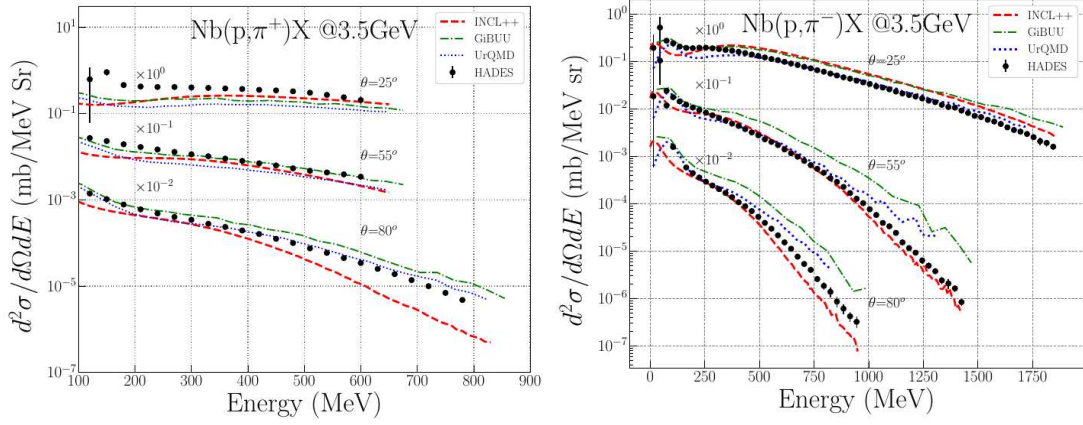 Nb(p,π⁺)X @3.5GeV
INCL++
GiBUU
UrQMD
HADES
×10⁰
θ=25°
×10⁻¹
θ=55°
×10⁻²
θ=80°
10⁻¹
10⁻³
10⁻⁵
10⁻⁷
100 200 300 400 500 600 700 800 900
Energy (MeV)
d²σ/dΩdE (mb/MeV Sr)
Nb(p,π⁻)X @3.5GeV
INCL++
GiBUU
UrQMD
HADES
×10⁰
θ=25°
×10⁻¹
θ=55°
×10⁻²
θ=80°
10⁰
10⁻¹
10⁻²
10⁻³
10⁻⁴
10⁻⁵
10⁻⁶
10⁻⁷
0 250 500 750 1000 1250 1500 1750
Energy (MeV)
d²σ/dΩdE (mb/MeV sr)